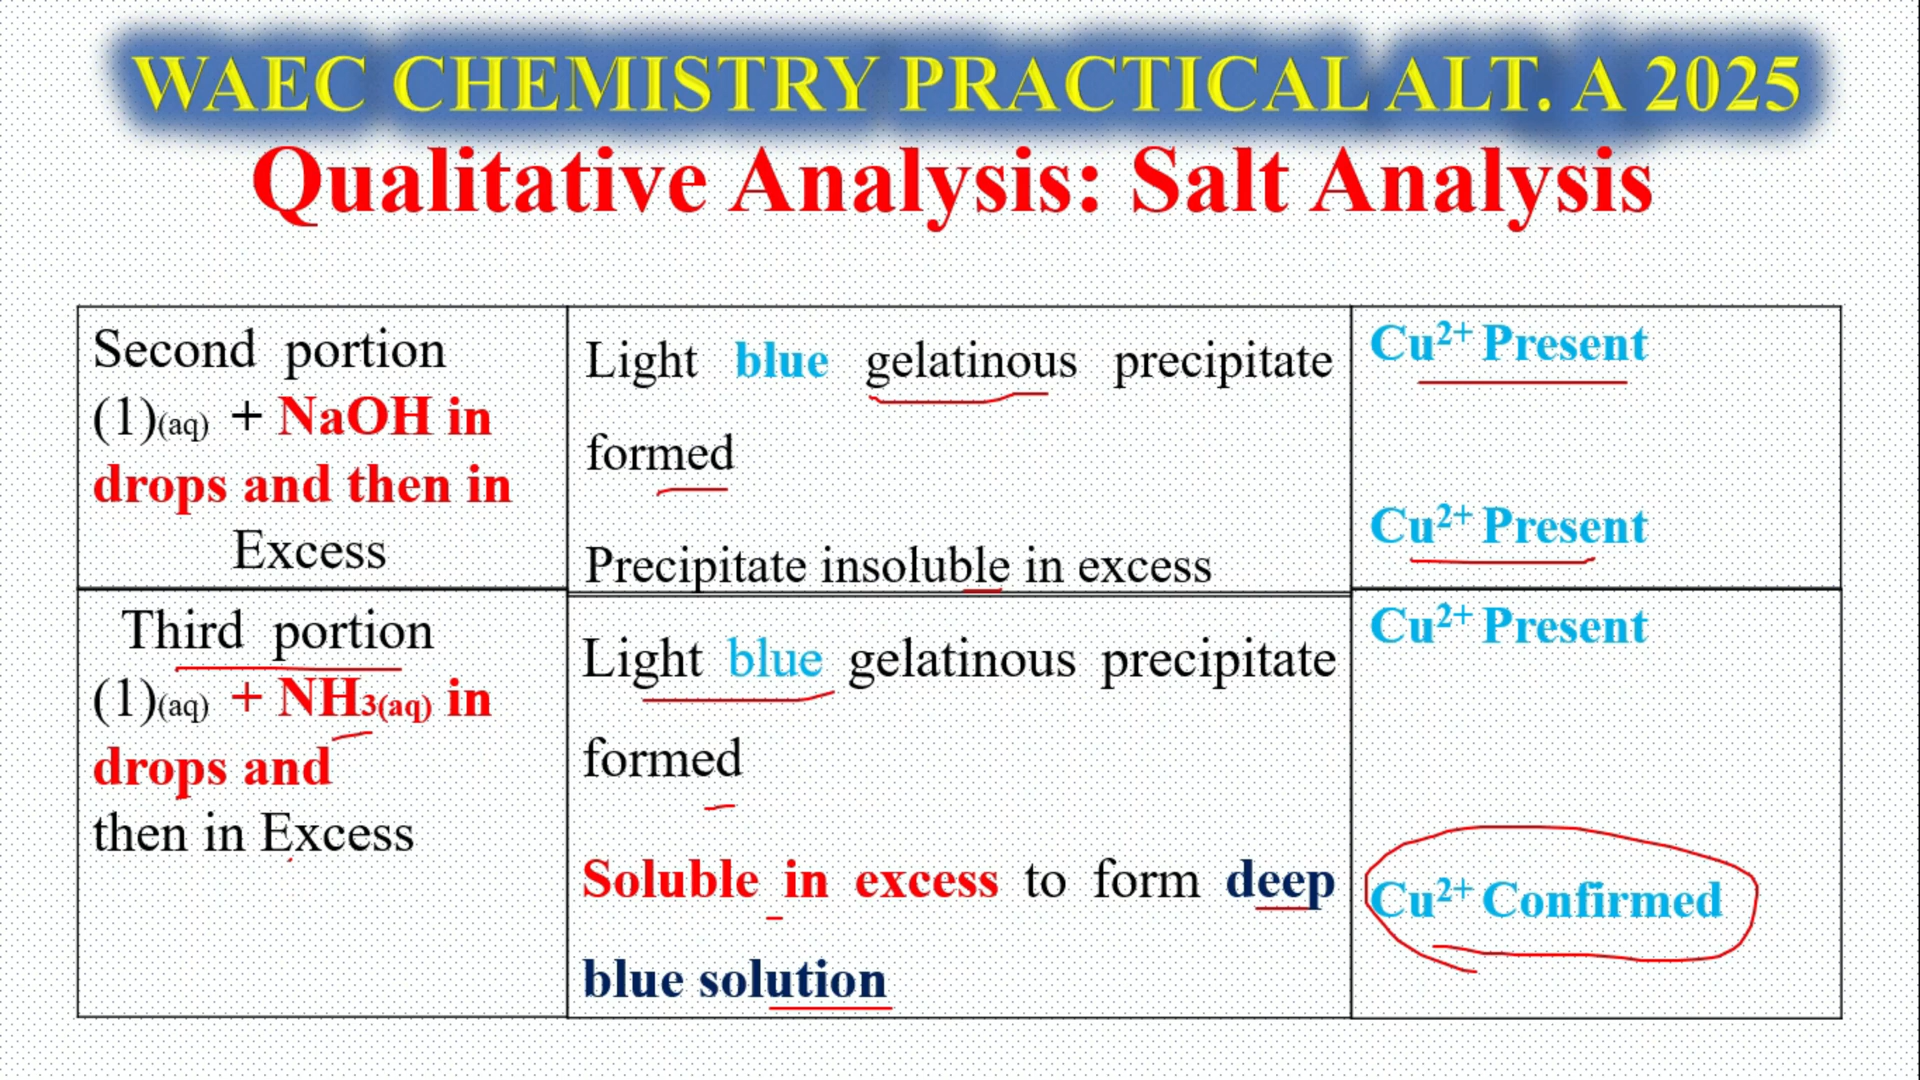 WAEC CHEMISTRY PRACTICAL ALT. A 2025
Qualitative Analysis: Salt Analysis
Second portion
(1)(aq) + NaOH in
drops and then in
Excess
Light blue gelatinous precipitate
formed
Precipitate insoluble in excess
Cu²⁺ Present
Cu²⁺ Present
Third portion
(1)(aq) + NH₃(aq) in
drops and
then in Excess
Light blue gelatinous precipitate
formed
Soluble in excess to form deep
blue solution
Cu²⁺ Present
Cu²⁺ Confirmed